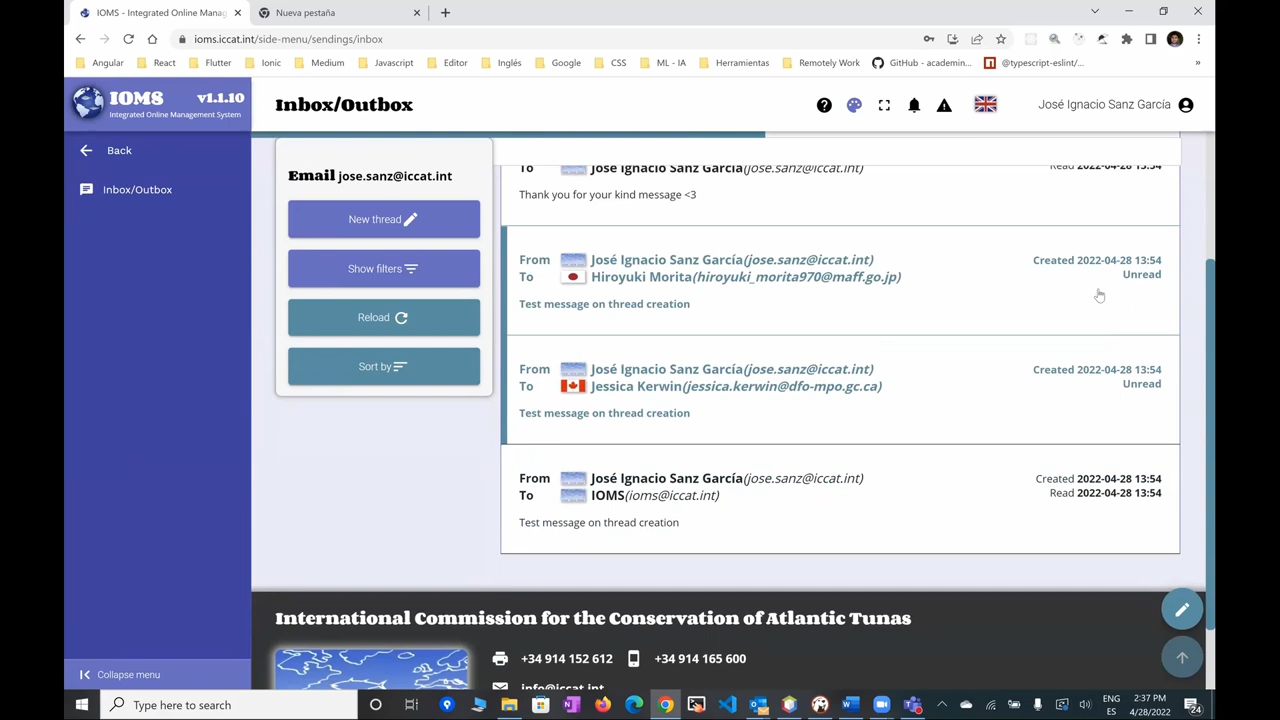 IOMS - Integrated Online Manag
Nueva pestaña
ioms.iccat.int/side-menu/sendings/inbox
Angular
React
Flutter
Ionic
Medium
Javascript
Editor
Inglés
Google
CSS
ML - IA
Herramientas
Remotely Work
GitHub - academin...
@typescript-eslint/...
IOMS v1.1.10
Integrated Online Management System
Inbox/Outbox
José Ignacio Sanz García
Back
Inbox/Outbox
Collapse menu
Email jose.sanz@iccat.int
New thread
Show filters
Reload
Sort by
To José Ignacio Sanz García(jose.sanz@iccat.int)
Read 2022-04-28 13:54
Thank you for your kind message <3
From José Ignacio Sanz García(jose.sanz@iccat.int)
Created 2022-04-28 13:54
To Hiroyuki Morita(hiroyuki_morita970@maff.go.jp)
Unread
Test message on thread creation
From José Ignacio Sanz García(jose.sanz@iccat.int)
Created 2022-04-28 13:54
To Jessica Kerwin(jessica.kerwin@dfo-mpo.gc.ca)
Unread
Test message on thread creation
From José Ignacio Sanz García(jose.sanz@iccat.int)
Created 2022-04-28 13:54
To IOMS(ioms@iccat.int)
Read 2022-04-28 13:54
Test message on thread creation
International Commission for the Conservation of Atlantic Tunas
+34 914 152 612
+34 914 165 600
info@iccat.int
Type here to search
ENG
ES
2:37 PM
4/28/2022
24